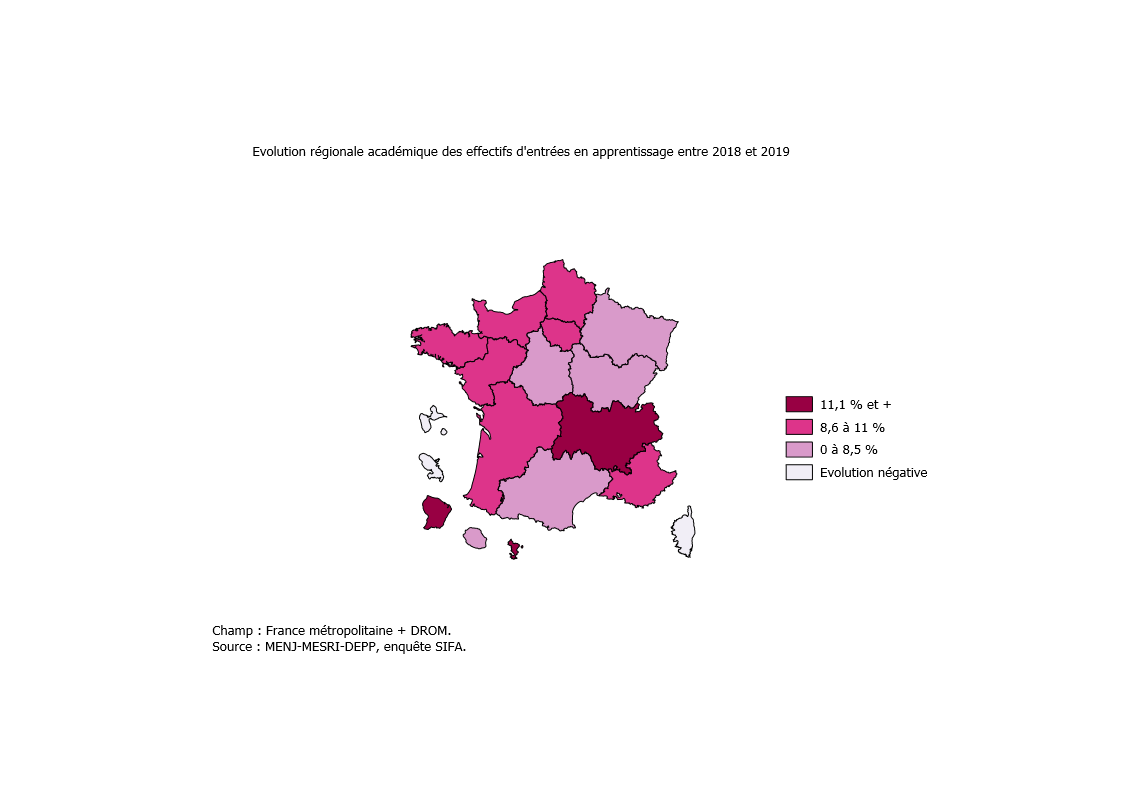 Evolution régionale académique des effectifs d'entrées en apprentissage entre 2018 et 2019
11,1 % et +
8,6 à 11 %
0 à 8,5 %
Evolution négative
Champ : France métropolitaine + DROM.
Source : MENJ-MESRI-DEPP, enquête SIFA.